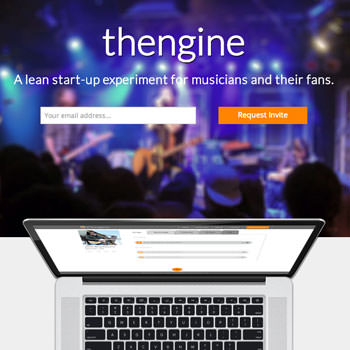 thengine
A lean start-up experiment for musicians and their fans.
Your email address...
Request Invite